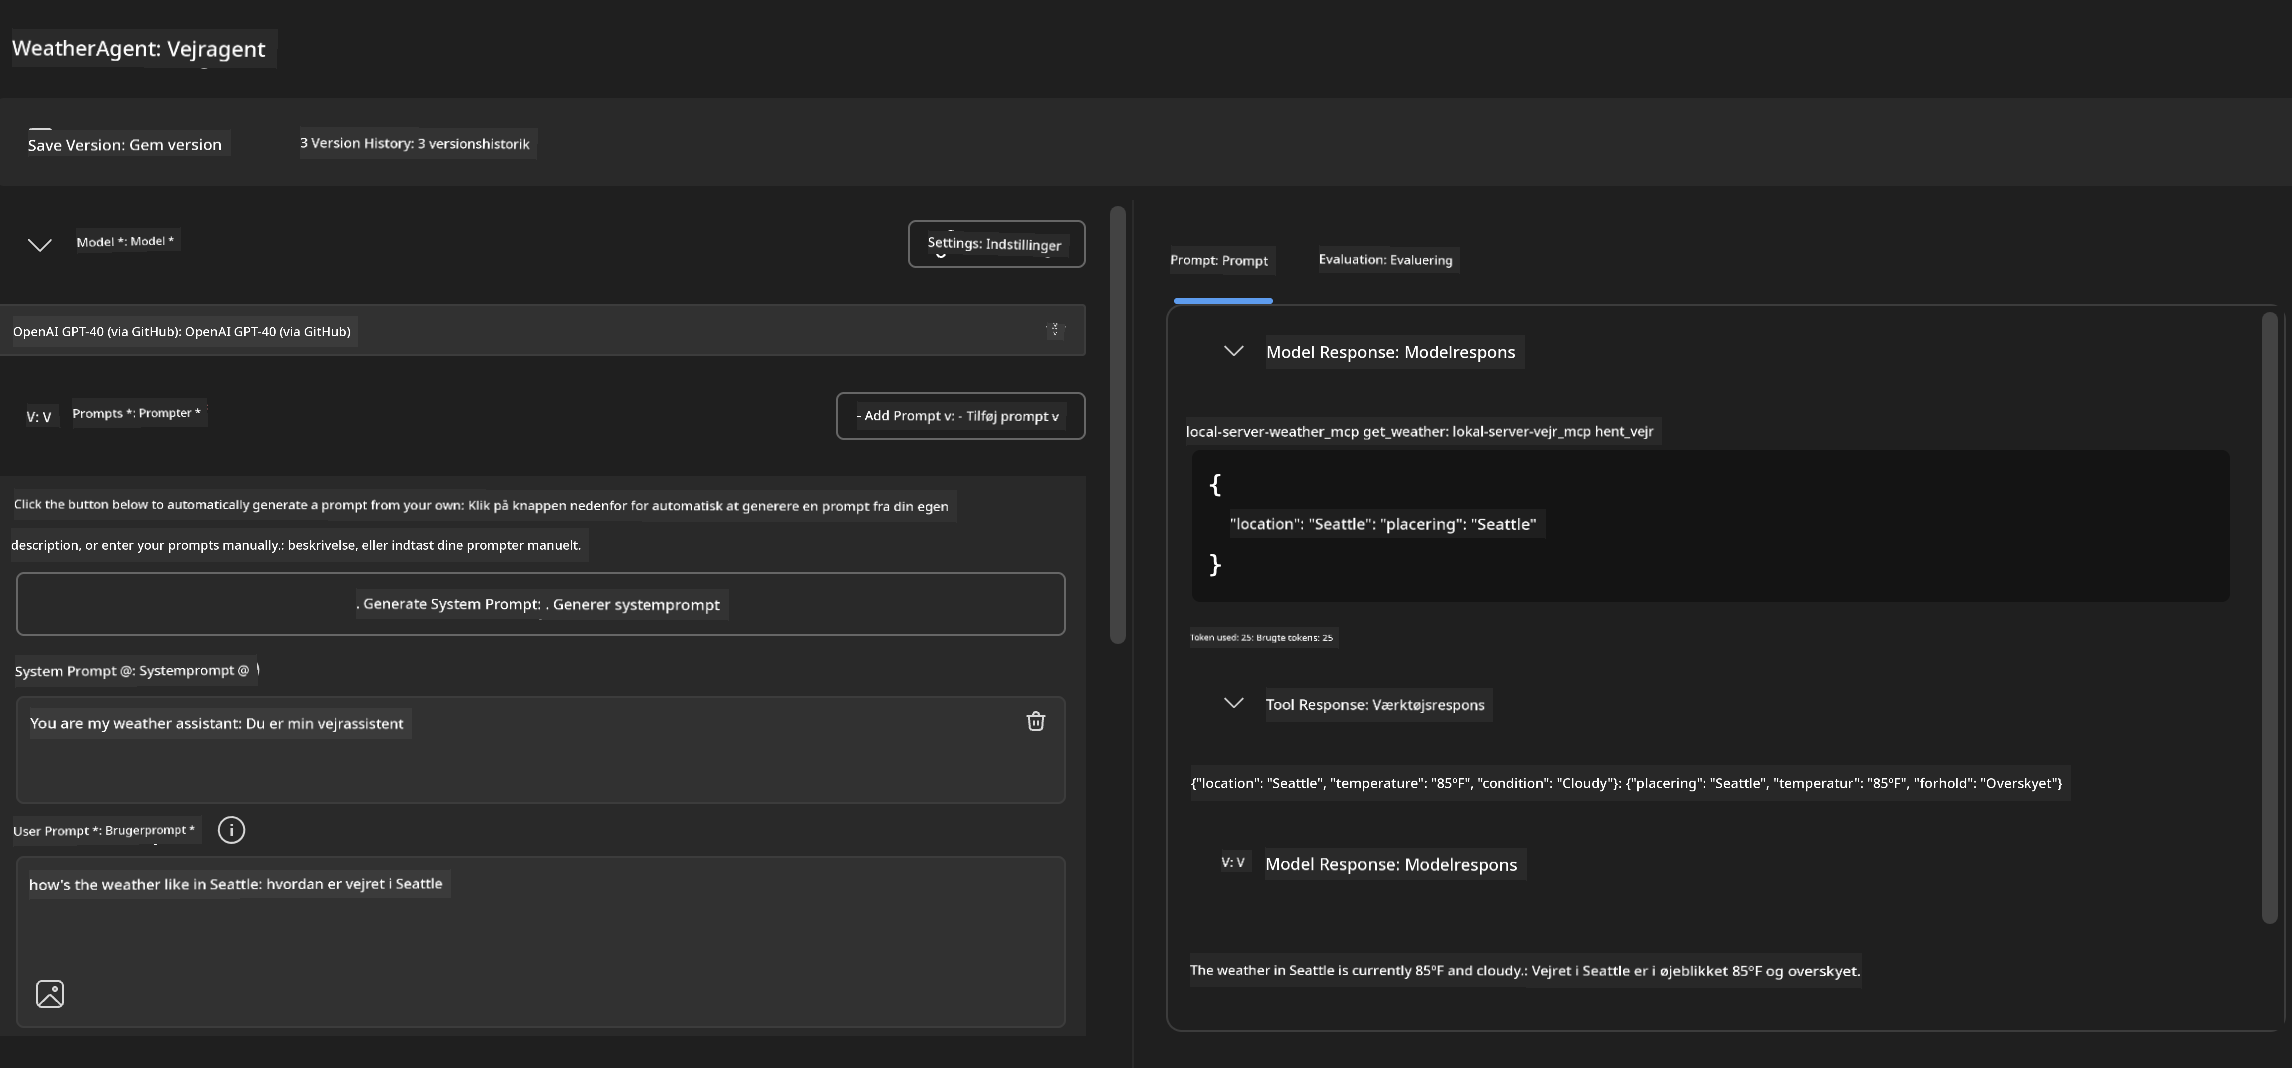 WeatherAgent: Vejragent
Save Version: Gem version
3 Version History: 3 versionshistorik
Model *: Model *
Settings: Indstillinger
OpenAI GPT-40 (via GitHub): OpenAI GPT-40 (via GitHub)
V: V
Prompts *: Prompter *
- Add Prompt v: - Tilføj prompt v
Click the button below to automatically generate a prompt from your own: Klik på knappen nedenfor for automatisk at generere en prompt fra din egen
description, or enter your prompts manually.: beskrivelse, eller indtast dine prompter manuelt.
. Generate System Prompt: . Generer systemprompt
System Prompt @: Systemprompt @
You are my weather assistant: Du er min vejrassistent
User Prompt *: Brugerprompt *
how's the weather like in Seattle: hvordan er vejret i Seattle
Prompt: Prompt
Evaluation: Evaluering
Model Response: Modelrespons
local-server-weather_mcp get_weather: lokal-server-vejr_mcp hent_vejr
{
"location": "Seattle": "placering": "Seattle"
}
Token used: 25: Brugte tokens: 25
Tool Response: Værktøjsrespons
{"location": "Seattle", "temperature": "85°F", "condition": "Cloudy"}: {"placering": "Seattle", "temperatur": "85°F", "forhold": "Overskyet"}
V: V
Model Response: Modelrespons
The weather in Seattle is currently 85°F and cloudy.: Vejret i Seattle er i øjeblikket 85°F og overskyet.